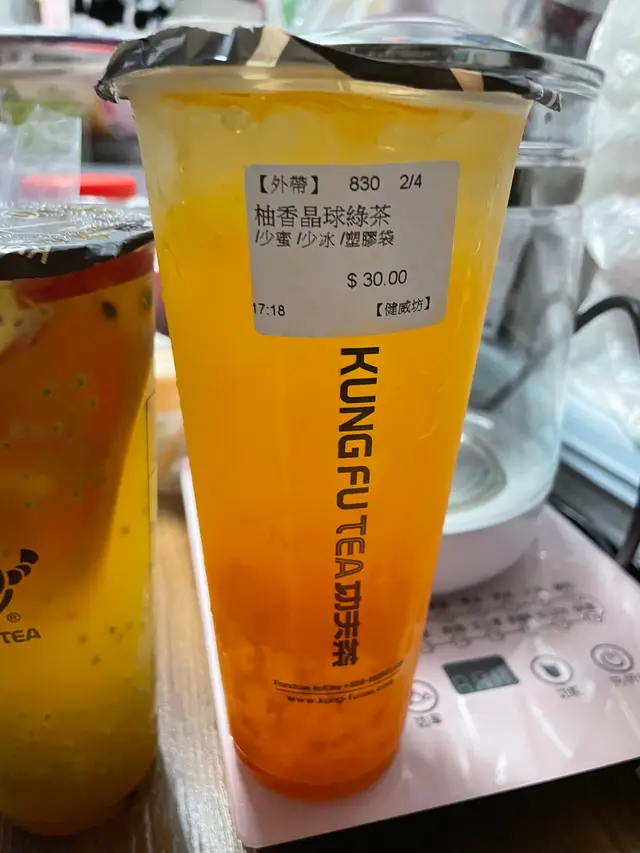 【外帶】 830 2/4
柚香晶球綠茶
/少蜜 /少冰 /塑膠袋
$ 30.00
17:18 【健威坊】
KUNG FU TEA 功夫茶
www.kung-futea.com
®
TEA